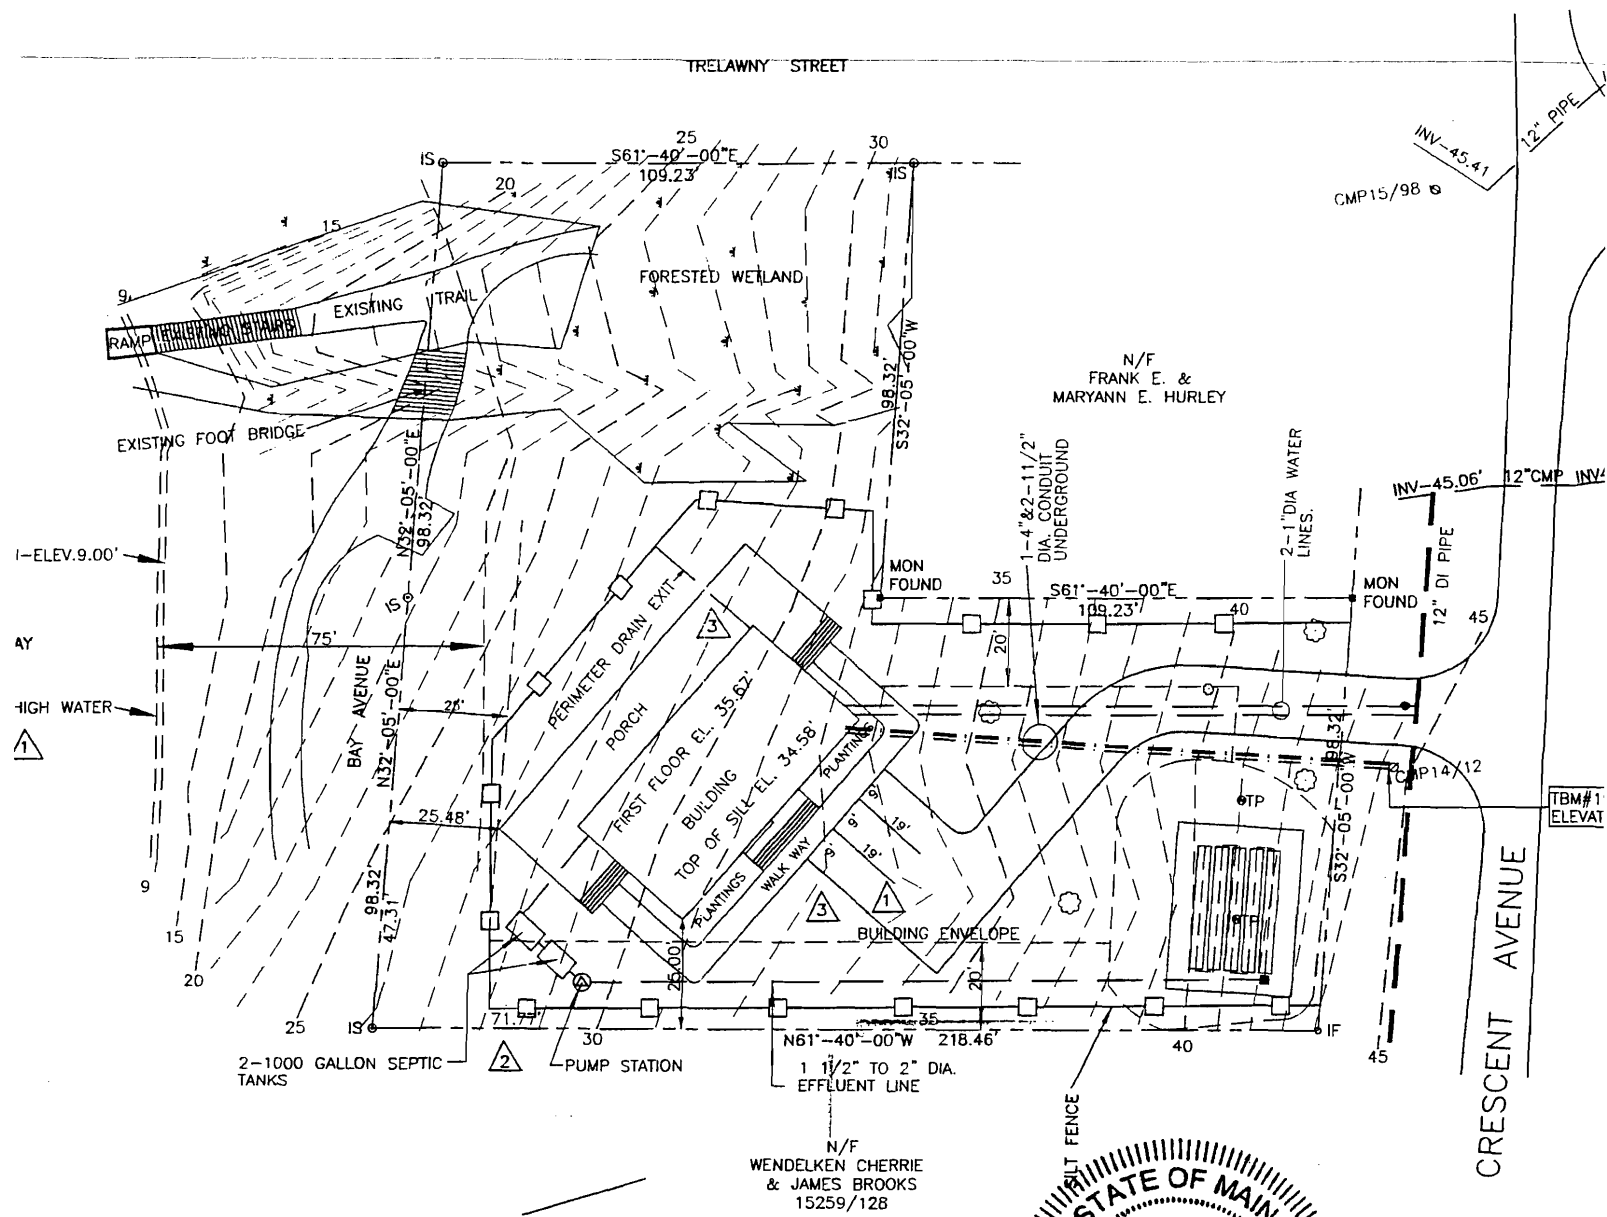 TRELAWNY STREET
25
30
IS
S61°-40'-00"E
109.23'
IS
20
15
INV-45.41
12" PIPE
CMP15/98
9
FORESTED WETLAND
EXISTING TRAIL
RAMP
EXISTING STAIRS
98.32'
S32°-05'-00"W
N/F
FRANK E. &
MARYANN E. HURLEY
EXISTING FOOT BRIDGE
N32°-05'-00"E
98.32'
1-4"&2-11/2"
DIA. CONDUIT
UNDERGROUND
2-1"DIA WATER
LINES.
INV-45.06'
12"CMP
12" DI PIPE
-ELEV.9.00'
MON
FOUND
35
S61°-40'-00"E
109.23'
40
MON
FOUND
45
IS
75'
20'
PERIMETER DRAIN EXIT
3
AY
BAY AVENUE
N32°-05'-00"E
25'
HIGH WATER
1
PORCH
FIRST FLOOR EL. 35.67'
BUILDING
TOP OF SILL EL. 34.58'
PLANTINGS
98.32'
S32°-05'-00"W
CMP14/12
TBM#1
ELEVAT
TP
25.48'
9'
19'
9'
19'
9'
WALK WAY
PLANTINGS
3
1
TP
9
98.32'
47.31'
15
BUILDING ENVELOPE
20
25.00'
20'
25
IS
71.77'
30
35
N61°-40'-00"W 218.46'
40
IF
45
2-1000 GALLON SEPTIC
TANKS
2
PUMP STATION
1 1/2" TO 2" DIA.
EFFLUENT LINE
SILT FENCE
CRESCENT AVENUE
N/F
WENDELKEN CHERRIE
& JAMES BROOKS
15259/128
STATE OF MAIN